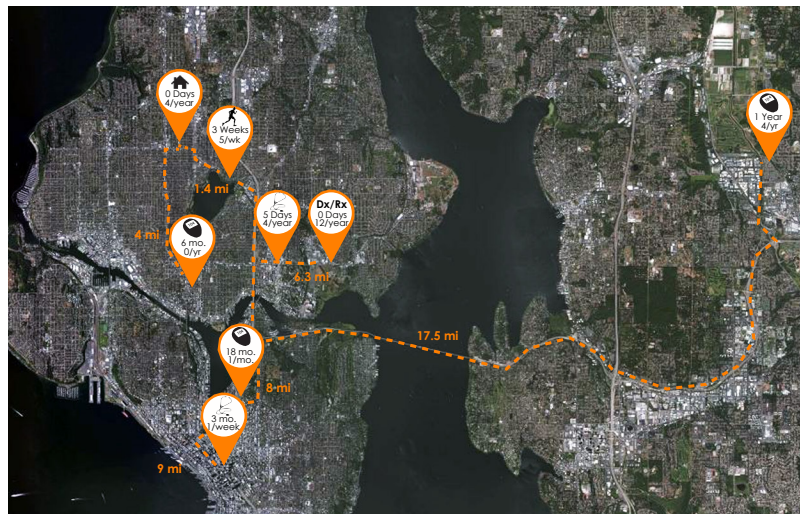 0 Days
4/year
3 Weeks
5/wk
1 Year
4/yr
1.4 mi
5 Days
4/year
Dx/Rx
0 Days
12/year
4 mi
6 mo.
0/yr
6.3 mi
17.5 mi
18 mo.
1/mo.
8 mi
3 mo.
1/week
9 mi